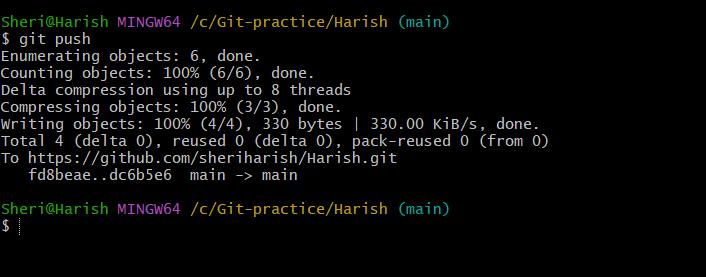 Sheri@Harish MINGW64 /c/Git-practice/Harish (main)
$ git push
Enumerating objects: 6, done.
Counting objects: 100% (6/6), done.
Delta compression using up to 8 threads
Compressing objects: 100% (3/3), done.
Writing objects: 100% (4/4), 330 bytes | 330.00 KiB/s, done.
Total 4 (delta 0), reused 0 (delta 0), pack-reused 0 (from 0)
To https://github.com/sheriharish/Harish.git
   fd8beae..dc6b5e6  main -> main
Sheri@Harish MINGW64 /c/Git-practice/Harish (main)
$